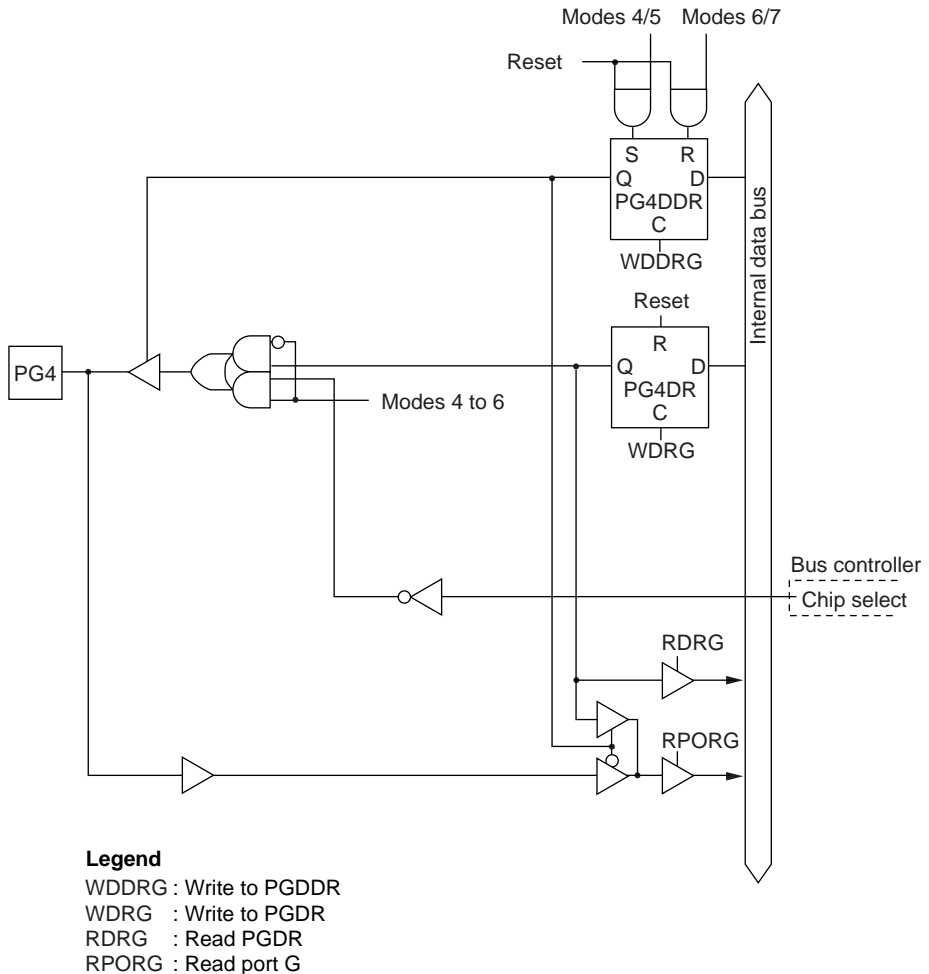 Modes 4/5
Modes 6/7
Reset
S R
Q D
PG4DDR
C
WDDRG
Internal data bus
Reset
R
Q D
PG4DR
C
WDRG
PG4
Modes 4 to 6
Bus controller
Chip select
RDRG
RPORG
Legend
WDDRG : Write to PGDDR
WDRG : Write to PGDR
RDRG : Read PGDR
RPORG : Read port G